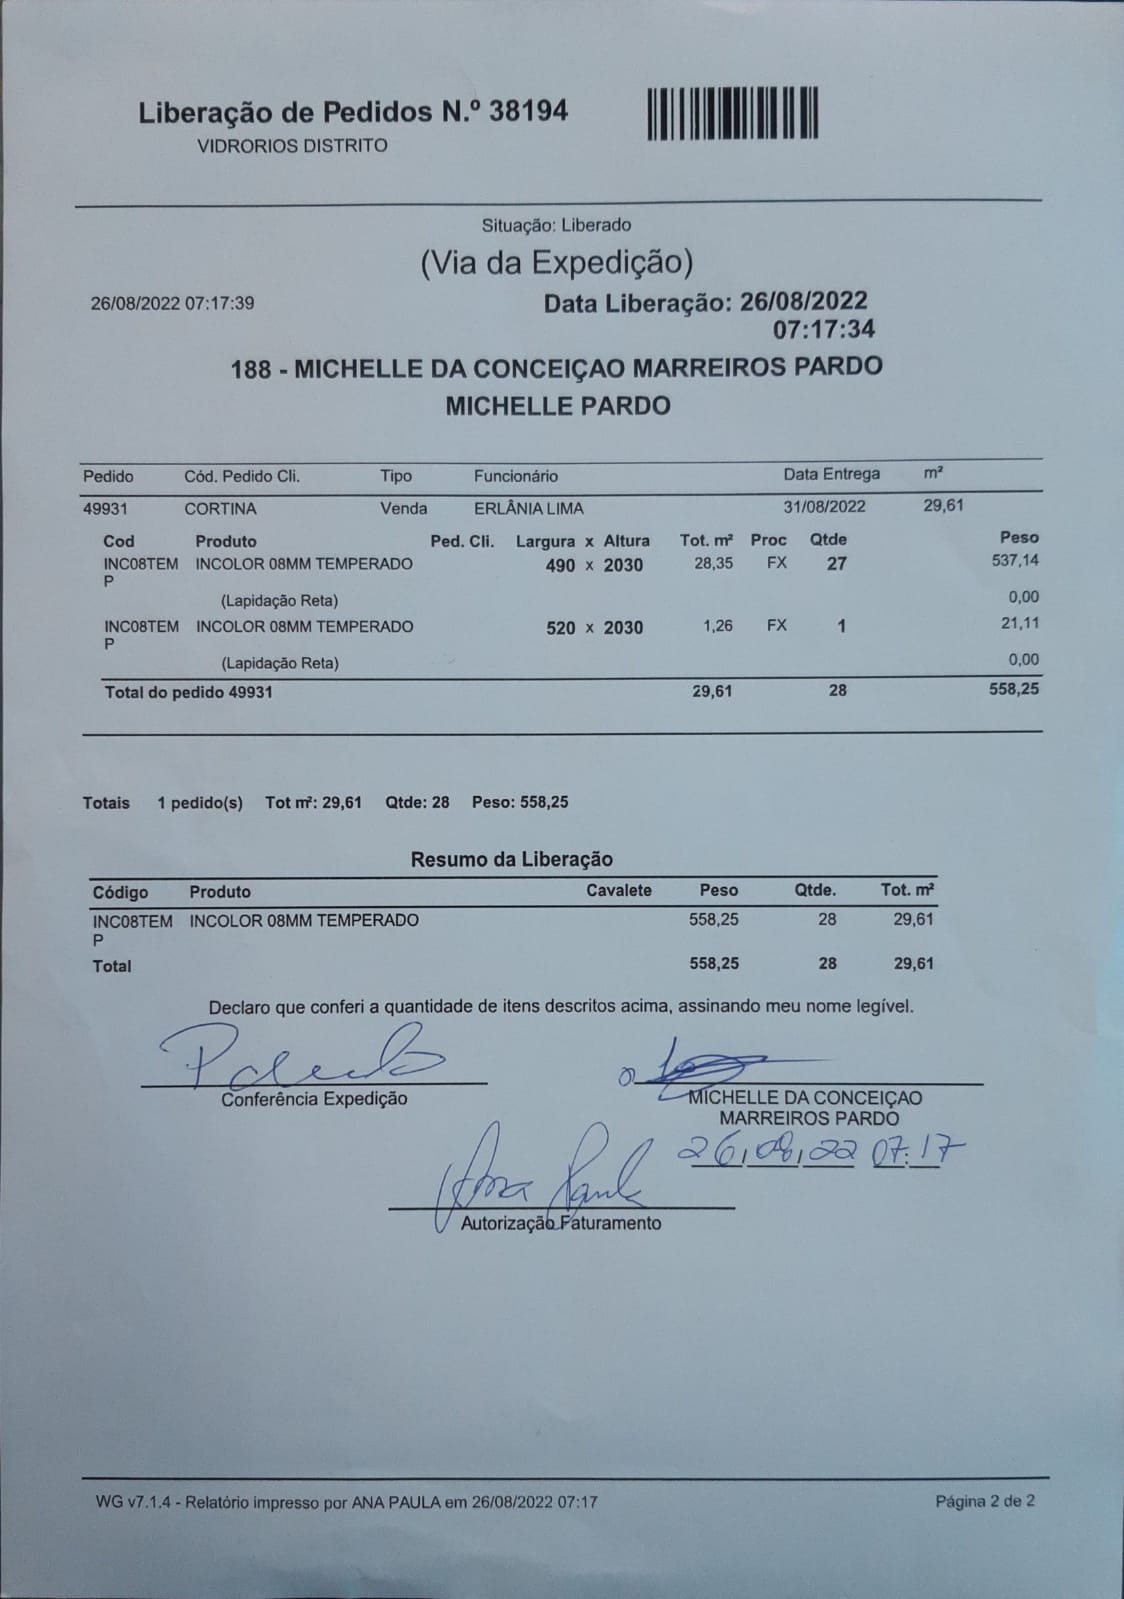 Liberação de Pedidos N.º 38194
VIDRORIOS DISTRITO
Situação: Liberado
(Via da Expedição)
26/08/2022 07:17:39 Data Liberação: 26/08/2022
07:17:34
188 - MICHELLE DA CONCEIÇAO MARREIROS PARDO
MICHELLE PARDO
Pedido Cód. Pedido Cli. Tipo Funcionário Data Entrega m²
49931 CORTINA Venda ERLÂNIA LIMA 31/08/2022 29,61
Cod Produto Ped. Cli. Largura x Altura Tot. m² Proc Qtde Peso
INC08TEM INCOLOR 08MM TEMPERADO 490 x 2030 28,35 FX 27 537,14
P
(Lapidação Reta) 0,00
INC08TEM INCOLOR 08MM TEMPERADO 520 x 2030 1,26 FX 1 21,11
P
(Lapidação Reta) 0,00
Total do pedido 49931 29,61 28 558,25
Totais 1 pedido(s) Tot m²: 29,61 Qtde: 28 Peso: 558,25
Resumo da Liberação
Código Produto Cavalete Peso Qtde. Tot. m²
INC08TEM INCOLOR 08MM TEMPERADO 558,25 28 29,61
P
Total 558,25 28 29,61
Declaro que conferi a quantidade de itens descritos acima, assinando meu nome legível.
Conferência Expedição MICHELLE DA CONCEIÇAO
MARREIROS PARDO
26/08/22 07:17
Ana Paula
Autorização Faturamento
WG v7.1.4 - Relatório impresso por ANA PAULA em 26/08/2022 07:17 Página 2 de 2